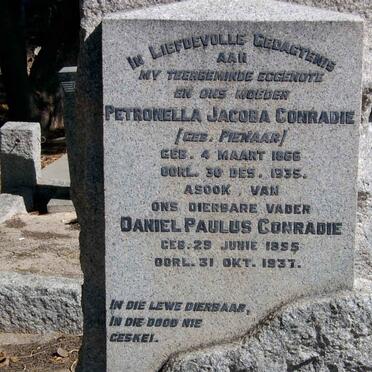 IN LIEFDEVOLLE GEDAGTENIS
AAN
MY TEERGEMINDE EGGENOTE
EN ONS MOEDER
PETRONELLA JACOBA CONRADIE
[GEB. PIENAAR]
GEB. 4 MAART 1866
OORL. 30 DES. 1935.
ASOOK VAN
ONS DIERBARE VADER
DANIEL PAULUS CONRADIE
GEB. 29 JUNIE 1855
OORL. 31 OKT. 1937.
IN DIE LEWE DIERBAAR,
IN DIE DOOD NIE
GESKEI.